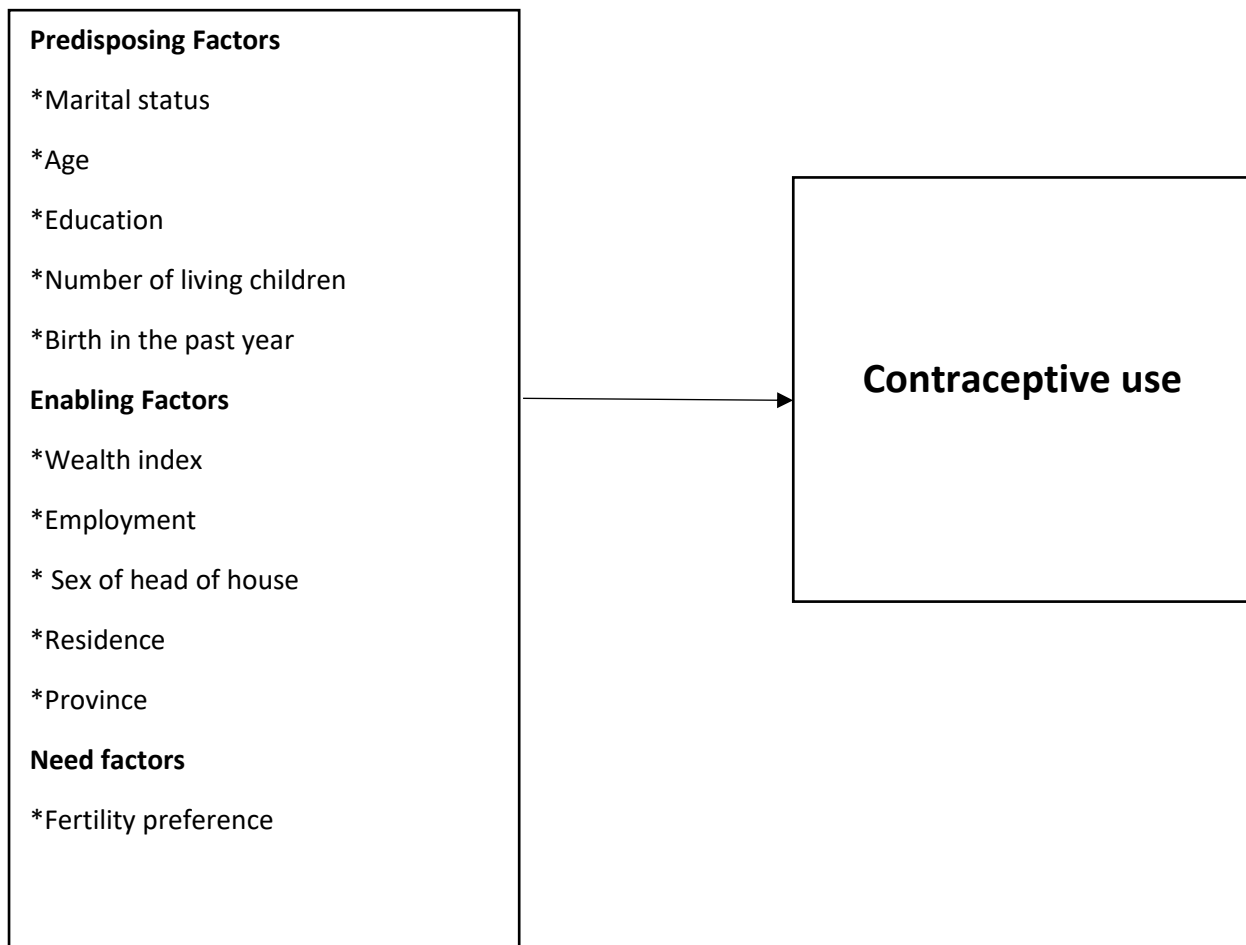 Predisposing Factors
*Marital status
*Age
*Education
*Number of living children
*Birth in the past year
Enabling Factors
*Wealth index
*Employment
* Sex of head of house
*Residence
*Province
Need factors
*Fertility preference
Contraceptive use